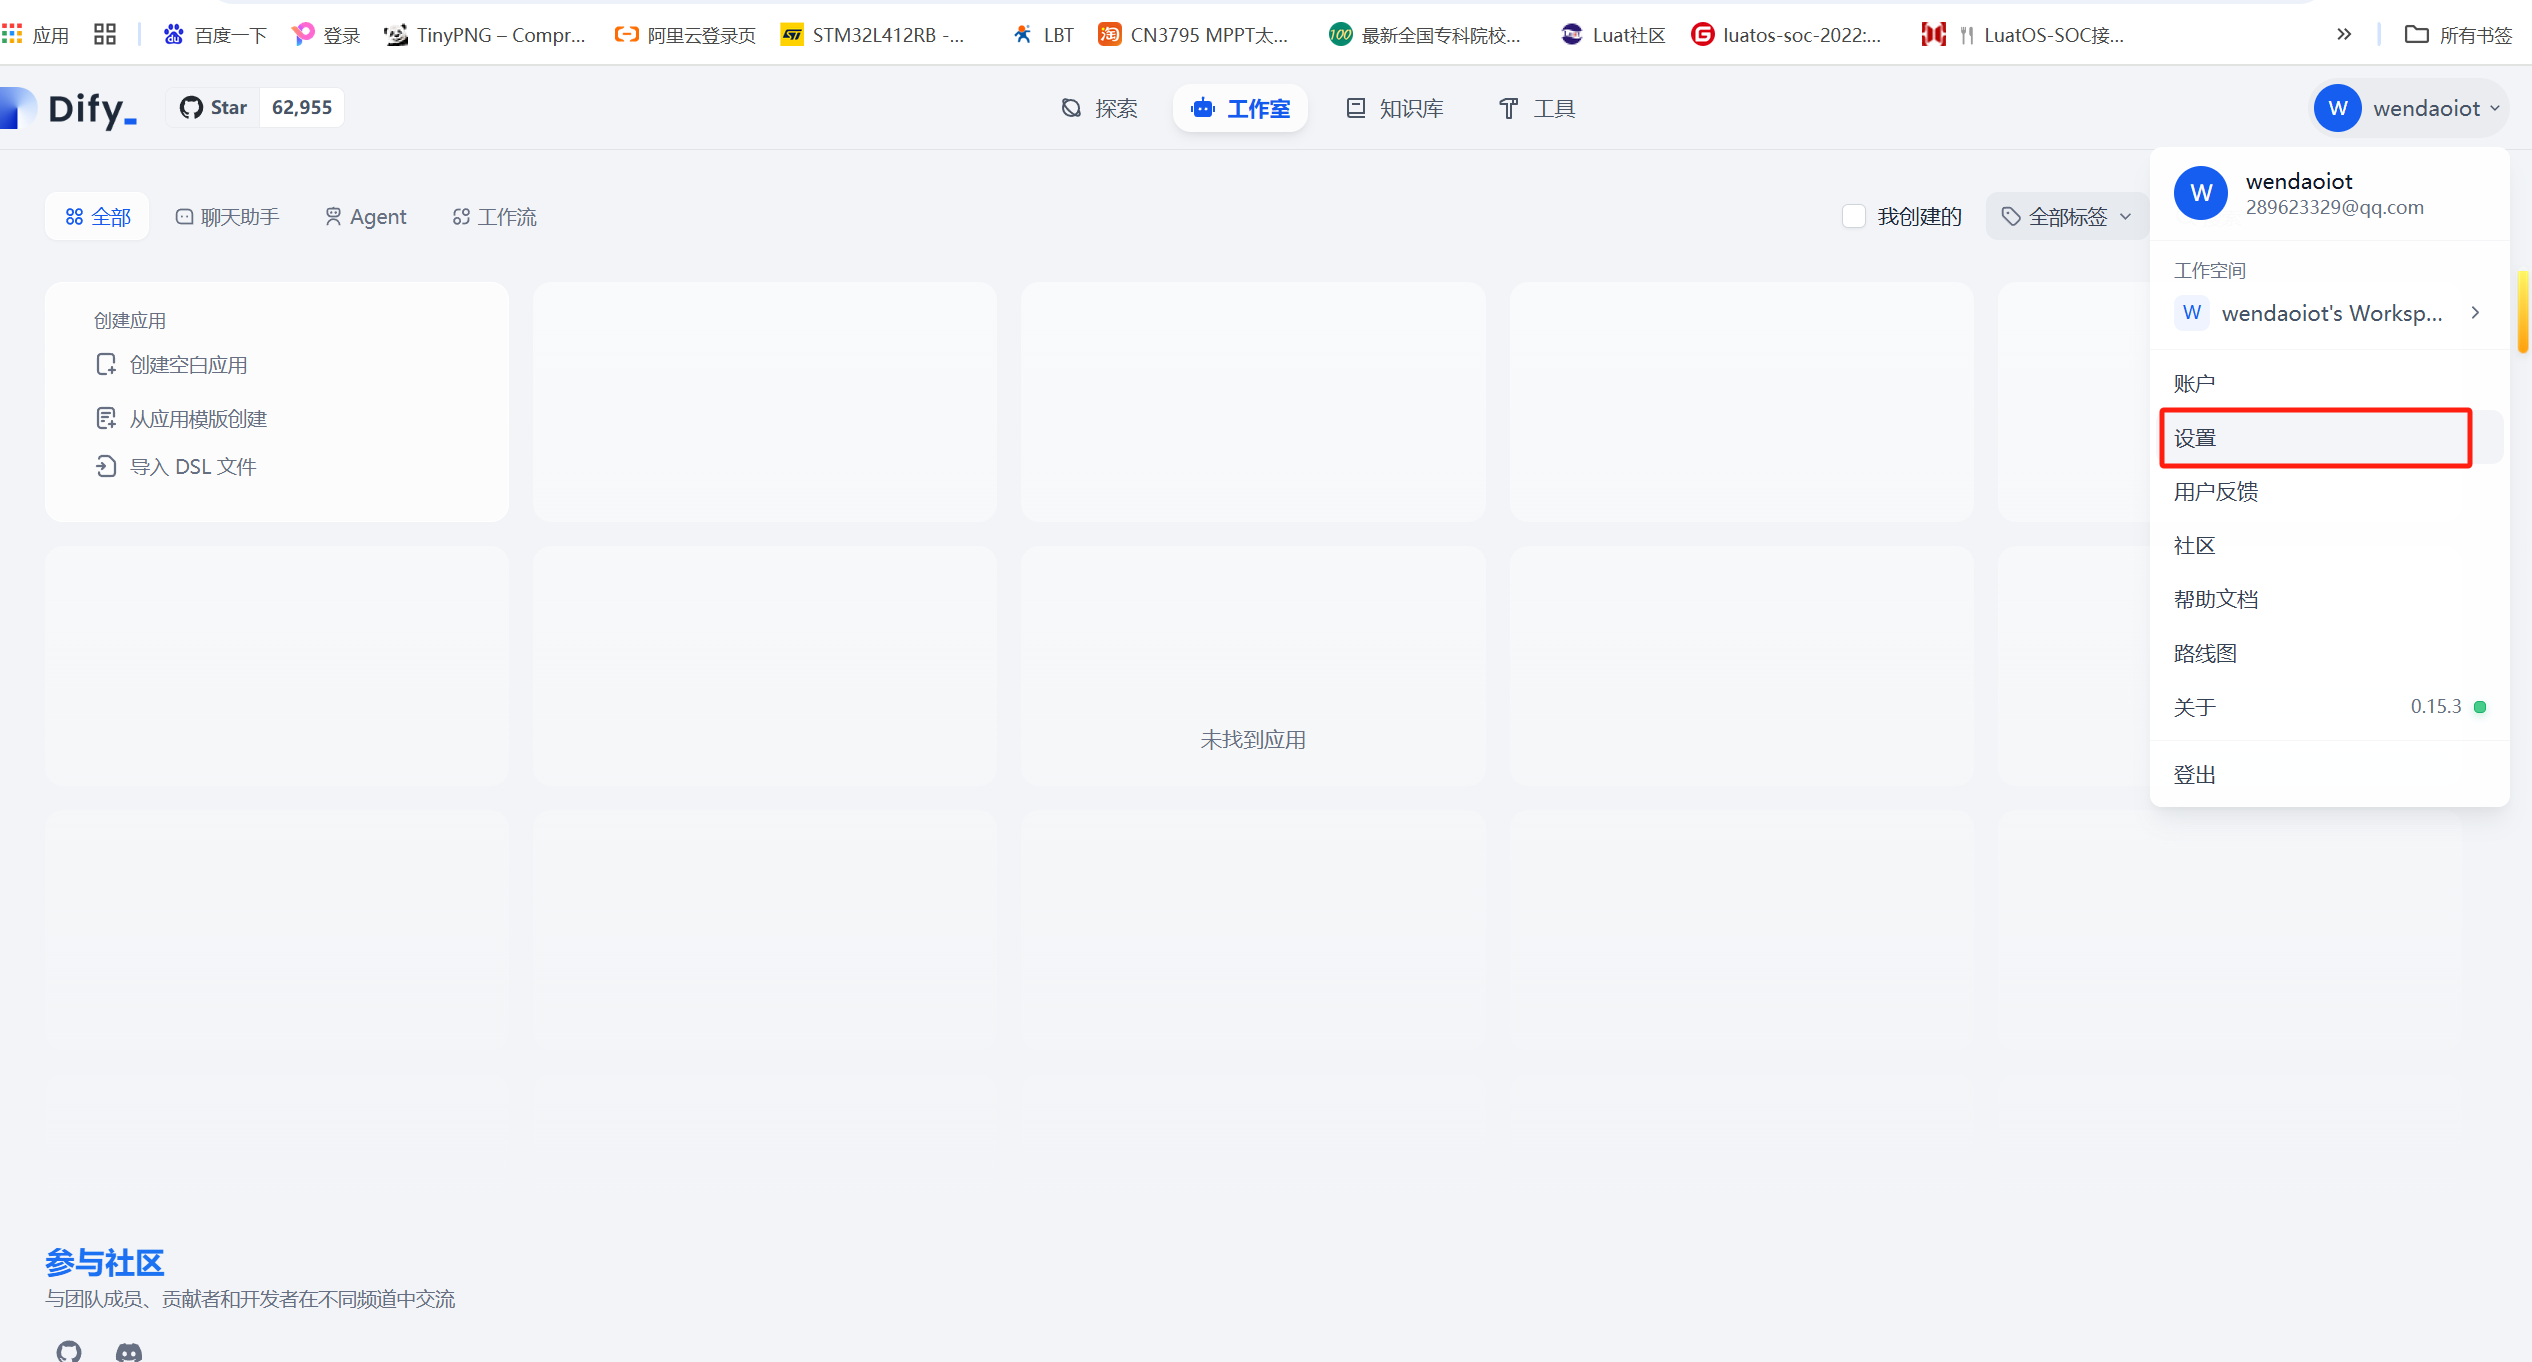 应用
百度一下
登录
TinyPNG – Compr...
阿里云登录页
STM32L412RB -...
LBT
CN3795 MPPT太...
最新全国专科院校...
Luat社区
luatos-soc-2022:...
LuatOS-SOC接...
所有书签
Dify_
Star 62,955
探索
工作室
知识库
工具
W wendaoiot
全部
聊天助手
Agent
工作流
我创建的
全部标签
W wendaoiot
289623329@qq.com
工作空间
W wendaoiot's Worksp...
账户
设置
用户反馈
社区
帮助文档
路线图
关于 0.15.3
登出
创建应用
创建空白应用
从应用模版创建
导入 DSL 文件
未找到应用
参与社区
与团队成员、贡献者和开发者在不同频道中交流